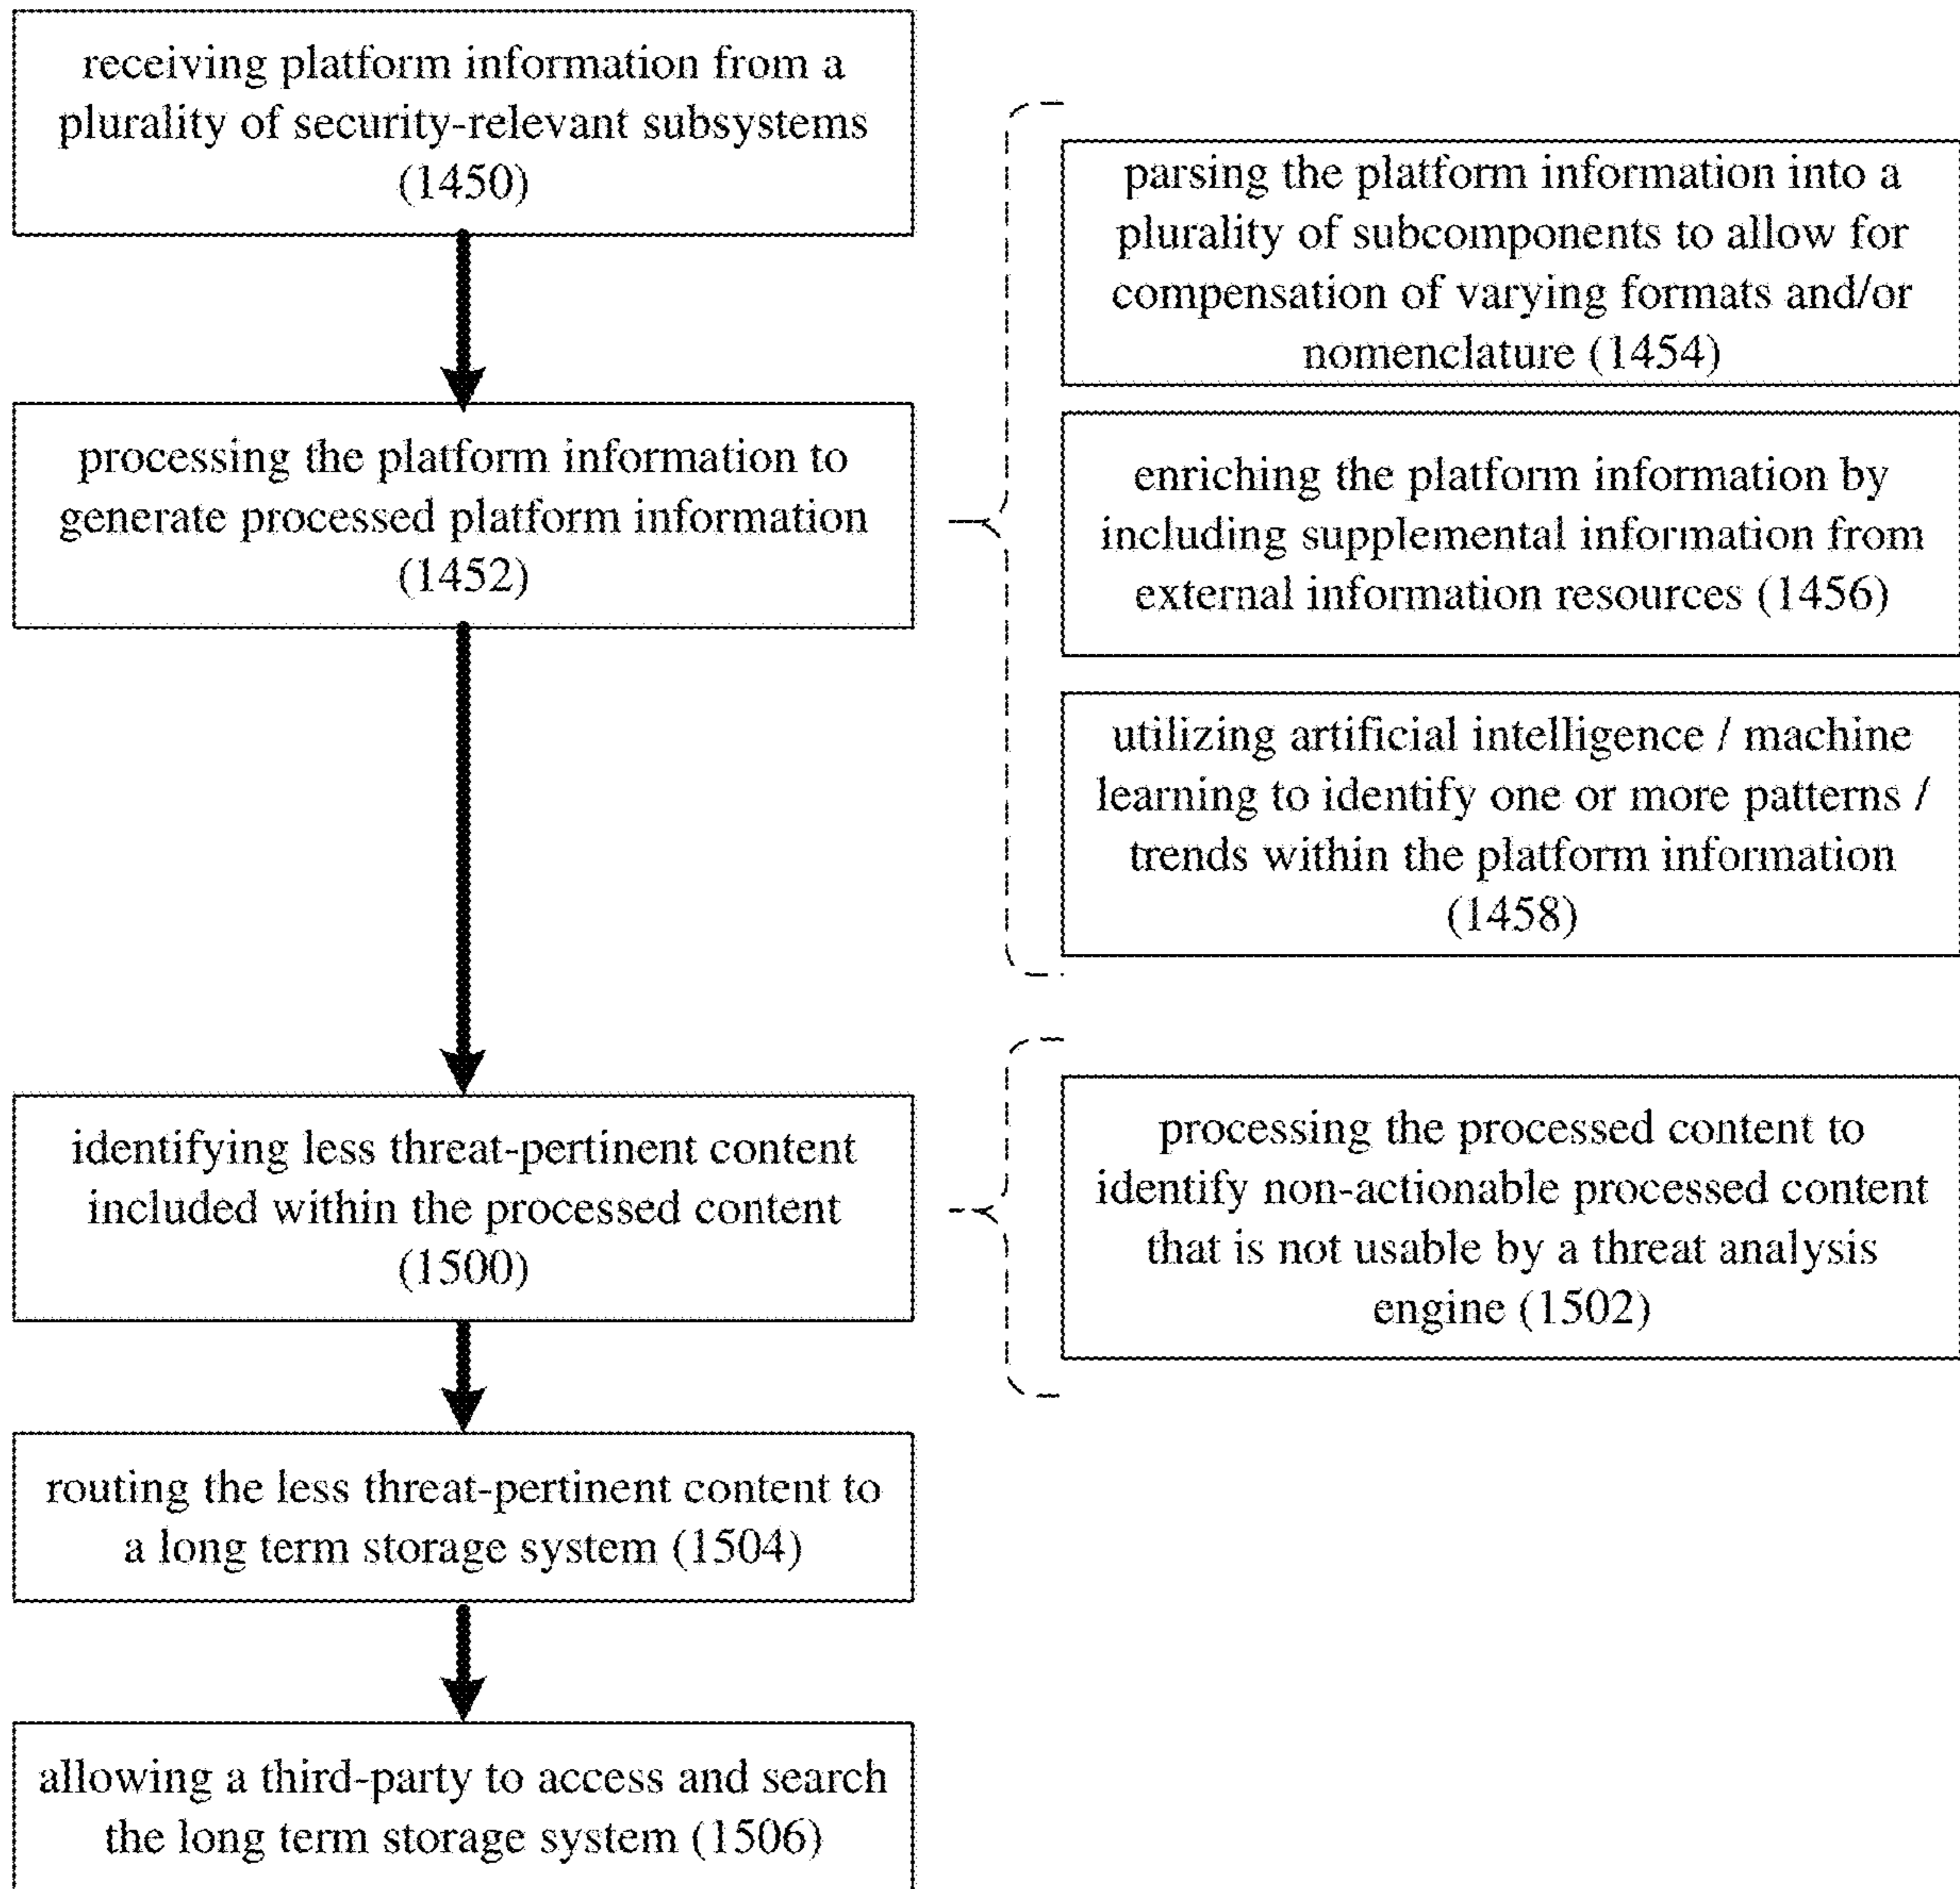 receiving platform information from a
plurality of security-relevant subsystems
(1450)
processing the platform information to
generate processed platform information
(1452)
parsing the platform information into a
plurality of subcomponents to allow for
compensation of varying formats and/or
nomenclature (1454)
enriching the platform information by
including supplemental information from
external information resources (1456)
utilizing artificial intelligence / machine
learning to identify one or more patterns /
trends within the platform information
(1458)
identifying less threat-pertinent content
included within the processed content
(1500)
processing the processed content to
identify non-actionable processed content
that is not usable by a threat analysis
engine (1502)
routing the less threat-pertinent content to
a long term storage system (1504)
allowing a third-party to access and search
the long term storage system (1506)